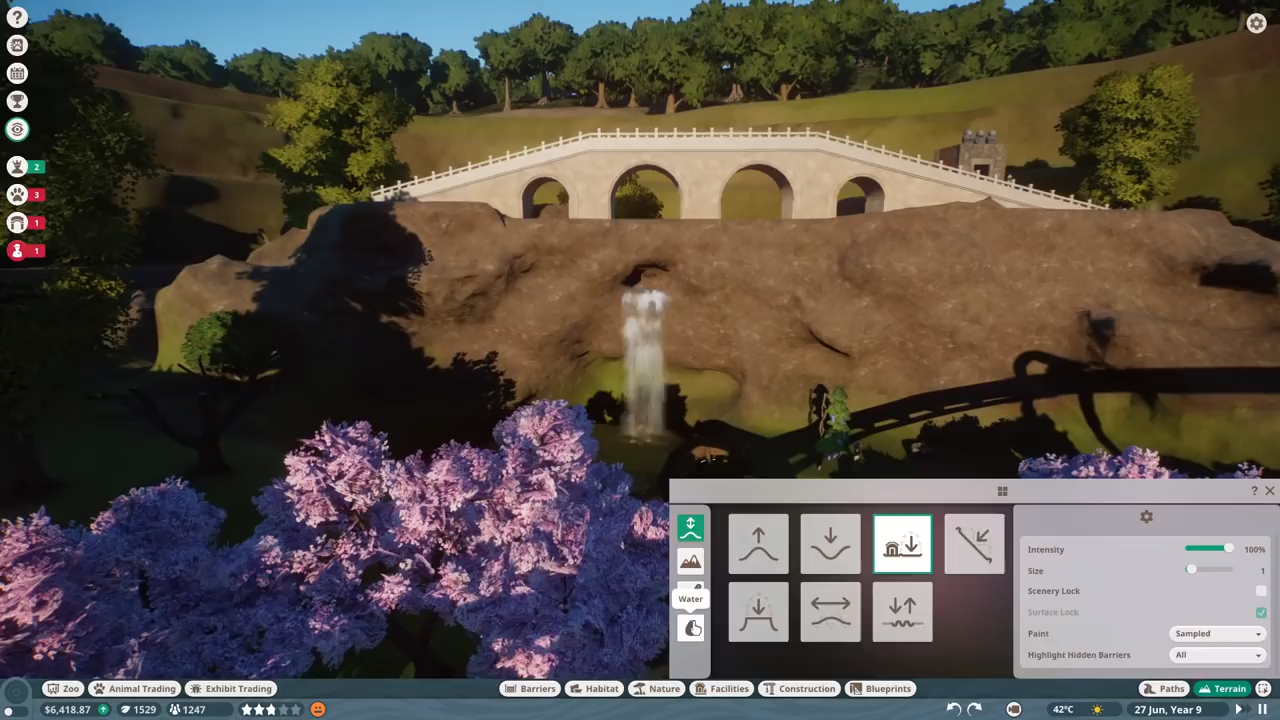 2
3
1
1
Water
Intensity 100%
Size 1
Scenery Lock
Surface Lock
Paint Sampled
Highlight Hidden Barriers All
Zoo Animal Trading Exhibit Trading Barriers Habitat Nature Facilities Construction Blueprints Paths Terrain
$6,418.87 1529 1247 42°C 27 Jun, Year 9